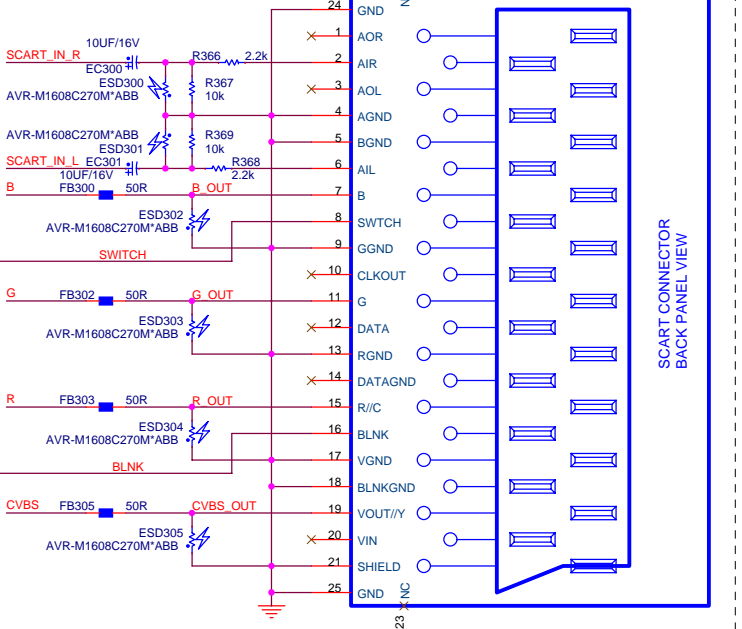 24 GND
1 AOR
10UF/16V
SCART_IN_R
R366 2.2k
2 AIR
EC300
ESD300
R367
AVR-M1608C270M*ABB
10k
3 AOL
4 AGND
AVR-M1608C270M*ABB
R369
ESD301
10k
5 BGND
SCART_IN_L EC301
R368
10UF/16V
2.2k
6 AIL
B FB300 50R B_OUT
7 B
ESD302
AVR-M1608C270M*ABB
8 SWTCH
SWITCH
9 GGND
10 CLKOUT
G FB302 50R G_OUT
11 G
ESD303
AVR-M1608C270M*ABB
12 DATA
13 RGND
14 DATAGND
R FB303 50R R_OUT
15 R//C
ESD304
AVR-M1608C270M*ABB
16 BLNK
BLNK
17 VGND
18 BLNKGND
CVBS FB305 50R CVBS_OUT
19 VOUT//Y
ESD305
AVR-M1608C270M*ABB
20 VIN
21 SHIELD
25 GND
NC
23
SCART CONNECTOR
BACK PANEL VIEW